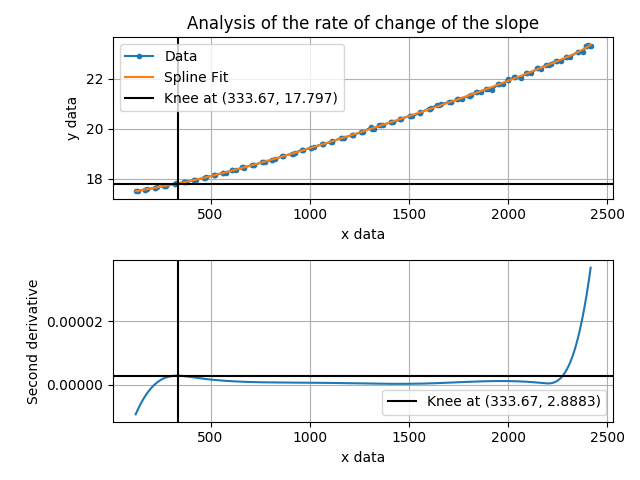 Analysis of the rate of change of the slope
Data
Spline Fit
Knee at (333.67, 17.797)
y data
22
20
18
500
1000
1500
2000
2500
x data
Second derivative
0.00002
0.00000
Knee at (333.67, 2.8883)
500
1000
1500
2000
2500
x data